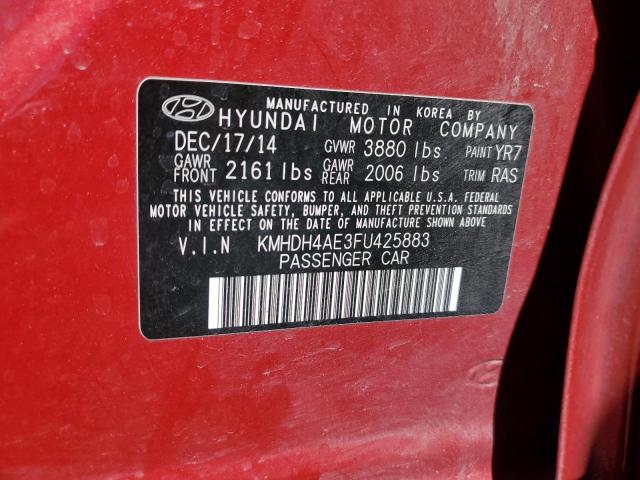 MANUFACTURED IN KOREA BY
HYUNDAI MOTOR COMPANY
DEC/17/14 GVWR 3880 lbs PAINT YR7
GAWR FRONT 2161 lbs GAWR REAR 2006 lbs TRIM RAS
THIS VEHICLE CONFORMS TO ALL APPLICABLE U.S.A. FEDERAL
MOTOR VEHICLE SAFETY, BUMPER, AND THEFT PREVENTION STANDARDS
IN EFFECT ON THE DATE OF MANUFACTURE SHOWN ABOVE
V.I.N KMHDH4AE3FU425883
PASSENGER CAR